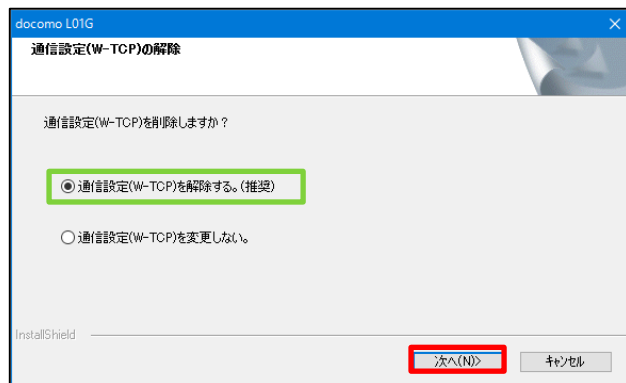 docomo L01G
通信設定(W-TCP)の解除
通信設定(W-TCP)を削除しますか？
通信設定(W-TCP)を解除する。(推奨)
通信設定(W-TCP)を変更しない。
InstallShield
次へ(N)>
キャンセル